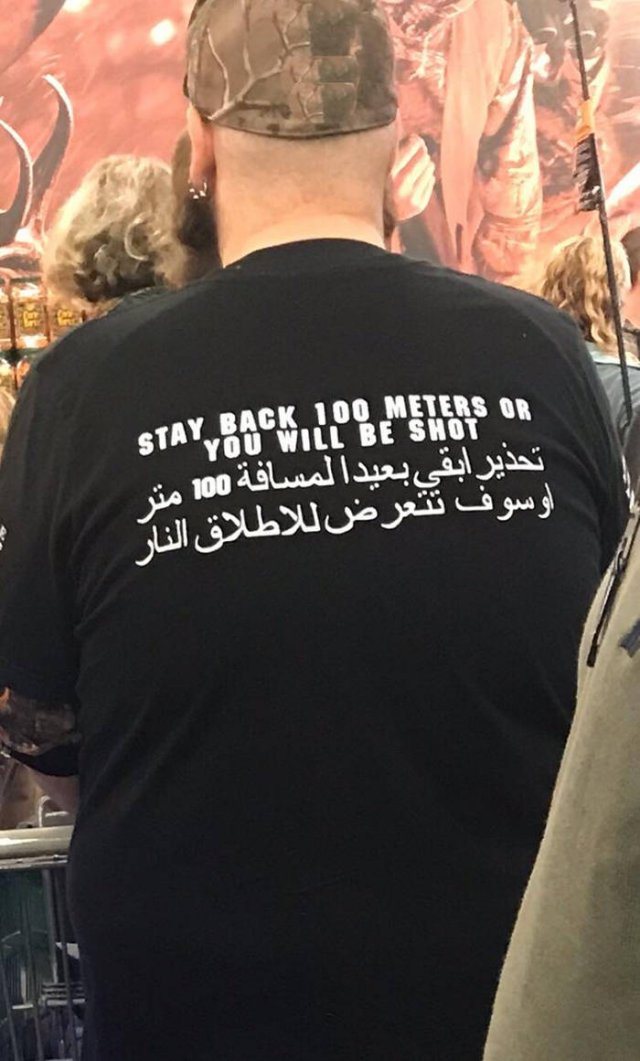 STAY BACK 100 METERS OR
YOU WILL BE SHOT
تحذير ابقي بعيدا لمسافة 100 متر
او سوف تتعرض للاطلاق النار